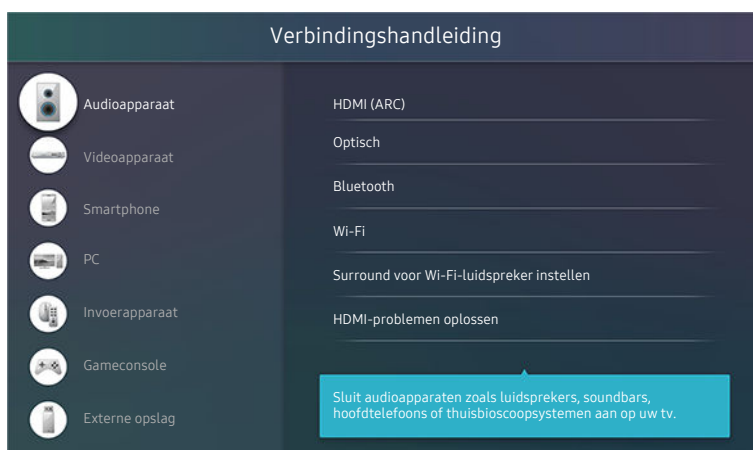 Verbindingshandleiding
Audioapparaat
Videoapparaat
Smartphone
PC
Invoerapparaat
Gameconsole
Externe opslag
HDMI (ARC)
Optisch
Bluetooth
Wi-Fi
Surround voor Wi-Fi-luidspreker instellen
HDMI-problemen oplossen
Sluit audioapparaten zoals luidsprekers, soundbars,
hoofdtelefoons of thuisbioscoopsystemen aan op uw tv.